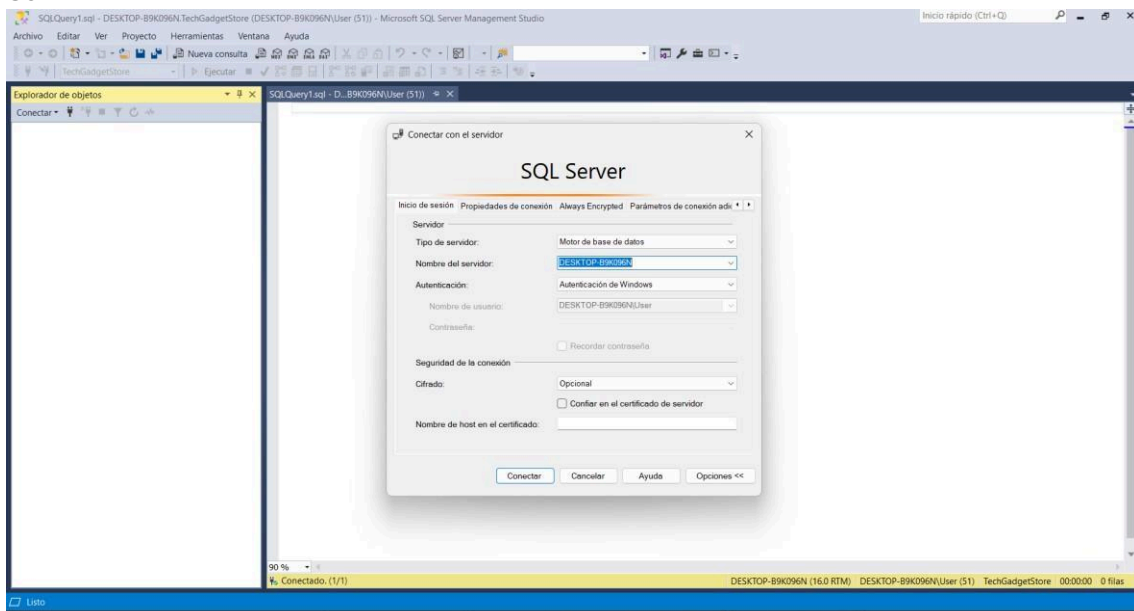 SQLQuery1.sql - DESKTOP-B9K096N.TechGadgetStore (DESKTOP-B9K096N\User (51)) - Microsoft SQL Server Management Studio
Inicio rápido (Ctrl+Q)
Archivo Editar Ver Proyecto Herramientas Ventana Ayuda
Nueva consulta
TechGadgetStore Ejecutar
Explorador de objetos
SQLQuery1.sql - D...B9K096N\User (51))
Conectar
Conectar con el servidor
SQL Server
Inicio de sesión Propiedades de conexión Always Encrypted Parámetros de conexión adic
Servidor
Tipo de servidor: Motor de base de datos
Nombre del servidor: DESKTOP-B9K096N
Autenticación: Autenticación de Windows
Nombre de usuario: DESKTOP-B9K096N\User
Contraseña:
Recordar contraseña
Seguridad de la conexión
Cifrado: Opcional
Confiar en el certificado de servidor
Nombre de host en el certificado:
Conectar Cancelar Ayuda Opciones <<
90 %
Conectado. (1/1)
DESKTOP-B9K096N (16.0 RTM) DESKTOP-B9K096N\User (51) TechGadgetStore 00:00:00 0 filas
Listo